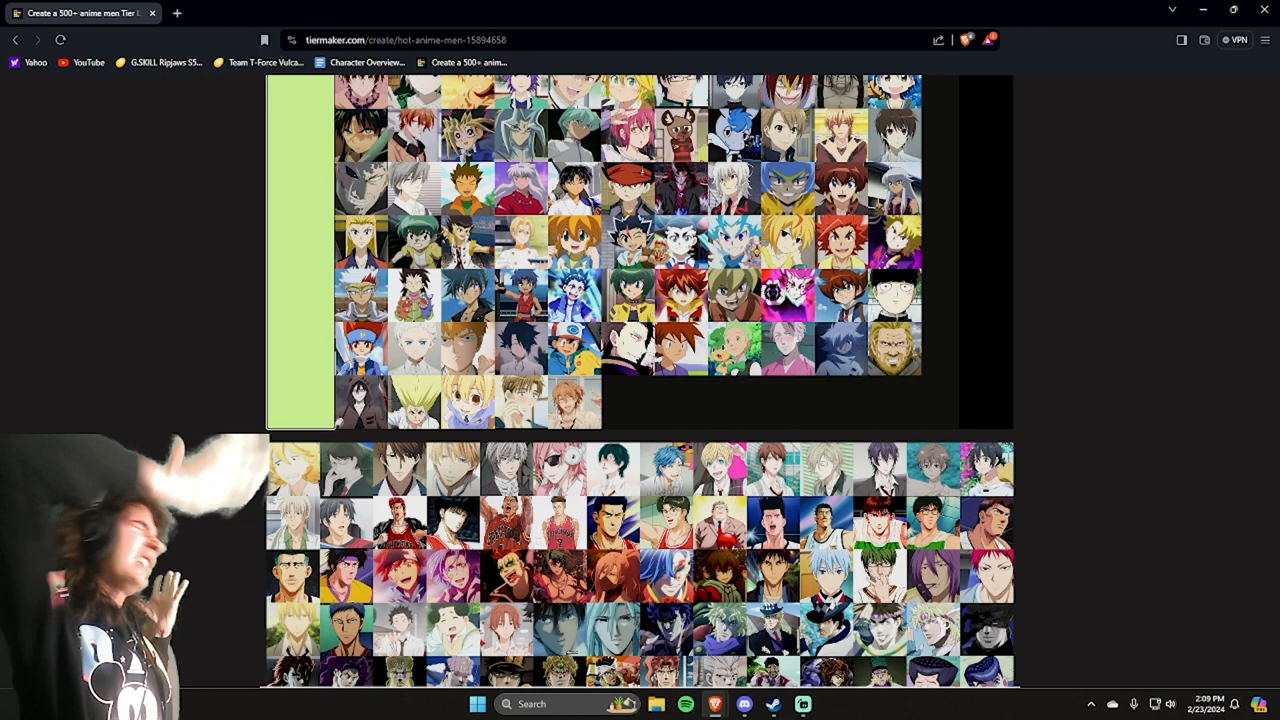 Create a 500+ anime men Tier l
tiermaker.com/create/hot-anime-men-15894658
VPN
Yahoo
YouTube
G.SKILL Ripjaws S5...
Team T-Force Vulca...
Character Overview...
Create a 500+ anim...
Search
2:09 PM
2/23/2024